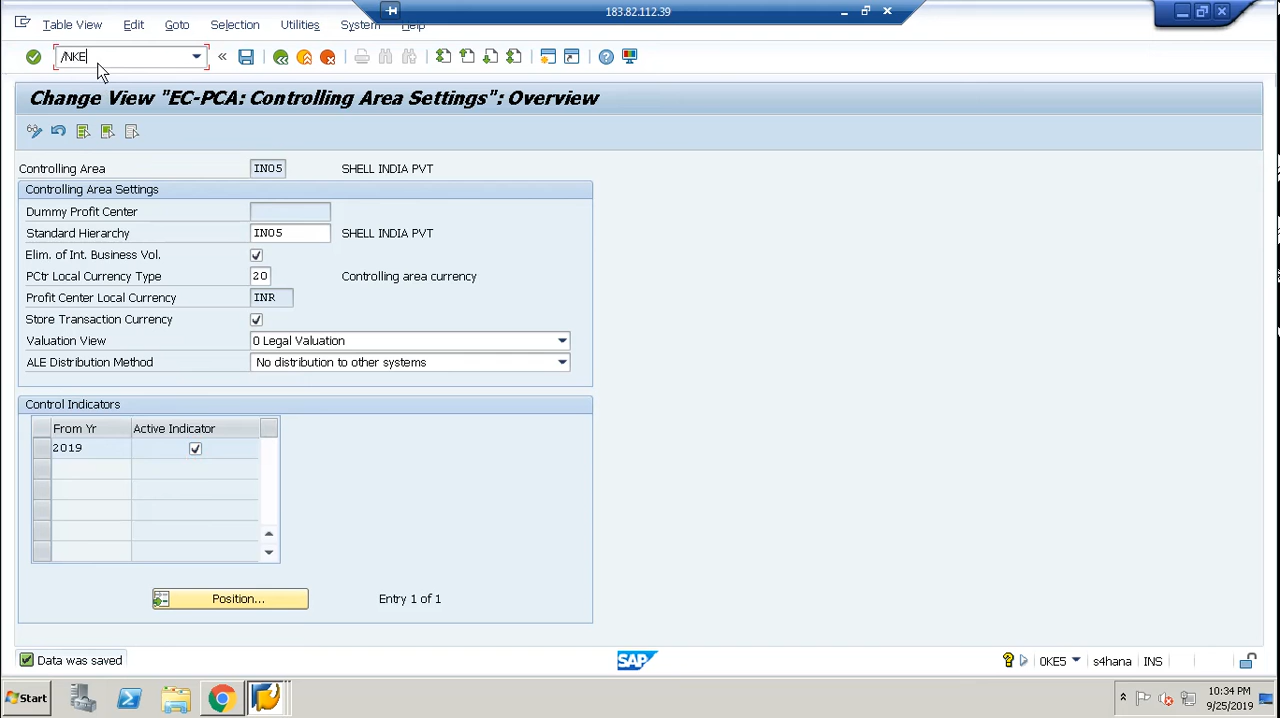 183.82.112.39
Table View Edit Goto Selection Utilities System Help
/NKE
Change View "EC-PCA: Controlling Area Settings": Overview
Controlling Area IN05 SHELL INDIA PVT
Controlling Area Settings
Dummy Profit Center
Standard Hierarchy IN05 SHELL INDIA PVT
Elim. of Int. Business Vol.
PCtr Local Currency Type 20 Controlling area currency
Profit Center Local Currency INR
Store Transaction Currency
Valuation View 0 Legal Valuation
ALE Distribution Method No distribution to other systems
Control Indicators
From Yr Active Indicator
2019
Position... Entry 1 of 1
Data was saved SAP 0KE5 s4hana INS
Start 10:34 PM
9/25/2019